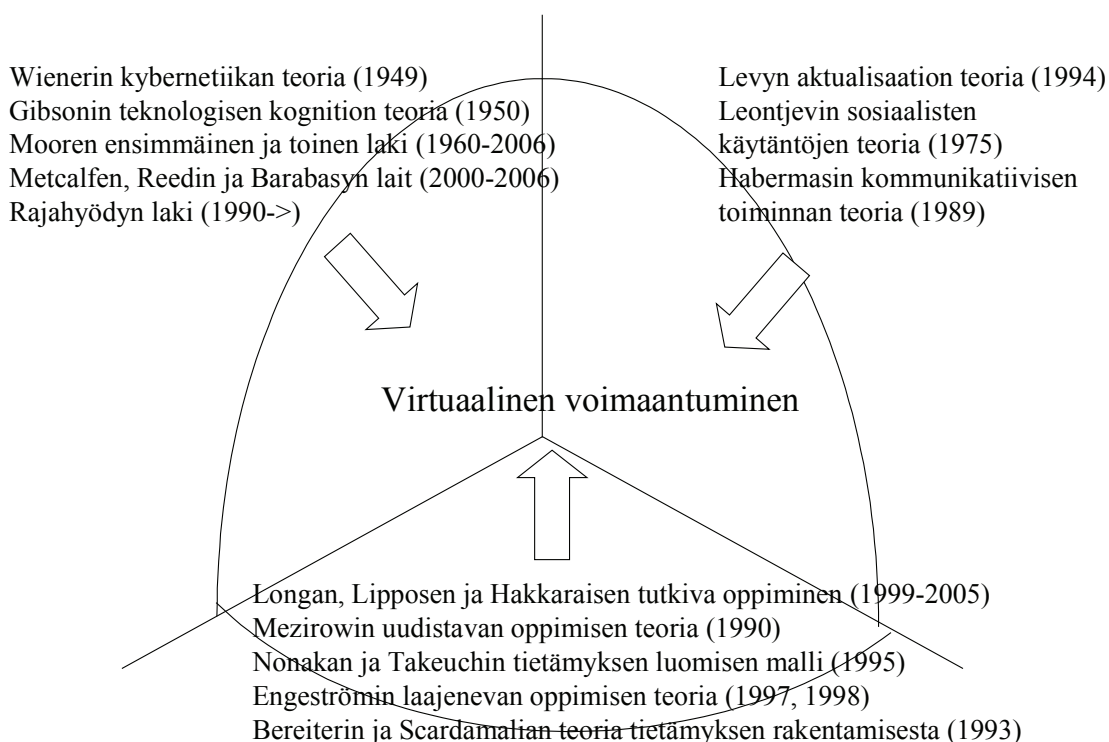 Wienerin kybernetiikan teoria (1949)
Gibsonin teknologisen kognition teoria (1950)
Mooren ensimmäinen ja toinen laki (1960-2006)
Metcalfen, Reedin ja Barabasyn lait (2000-2006)
Rajahyödyn laki (1990->)
Levyn aktualisaation teoria (1994)
Leontjevin sosiaalisten
käytäntöjen teoria (1975)
Habermasin kommunikatiivisen
toiminnan teoria (1989)
Virtuaalinen voimaantuminen
Longan, Lipposen ja Hakkaraisen tutkiva oppiminen (1999-2005)
Mezirowin uudistavan oppimisen teoria (1990)
Nonakan ja Takeuchin tietämyksen luomisen malli (1995)
Engeströmin laajenevan oppimisen teoria (1997, 1998)
Bereiterin ja Scardamalian teoria tietämyksen rakentamisesta (1993)